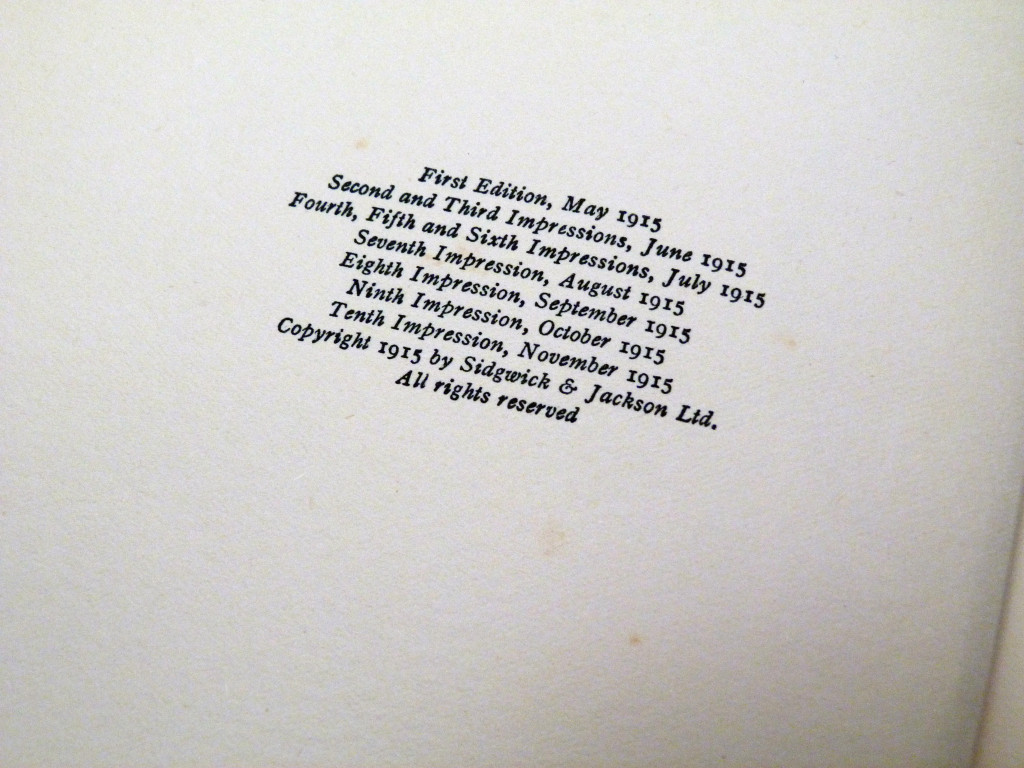 First Edition, May 1915
Second and Third Impressions, June 1915
Fourth, Fifth and Sixth Impressions, July 1915
Seventh Impression, August 1915
Eighth Impression, September 1915
Ninth Impression, October 1915
Tenth Impression, November 1915
Copyright 1915 by Sidgwick & Jackson Ltd.
All rights reserved